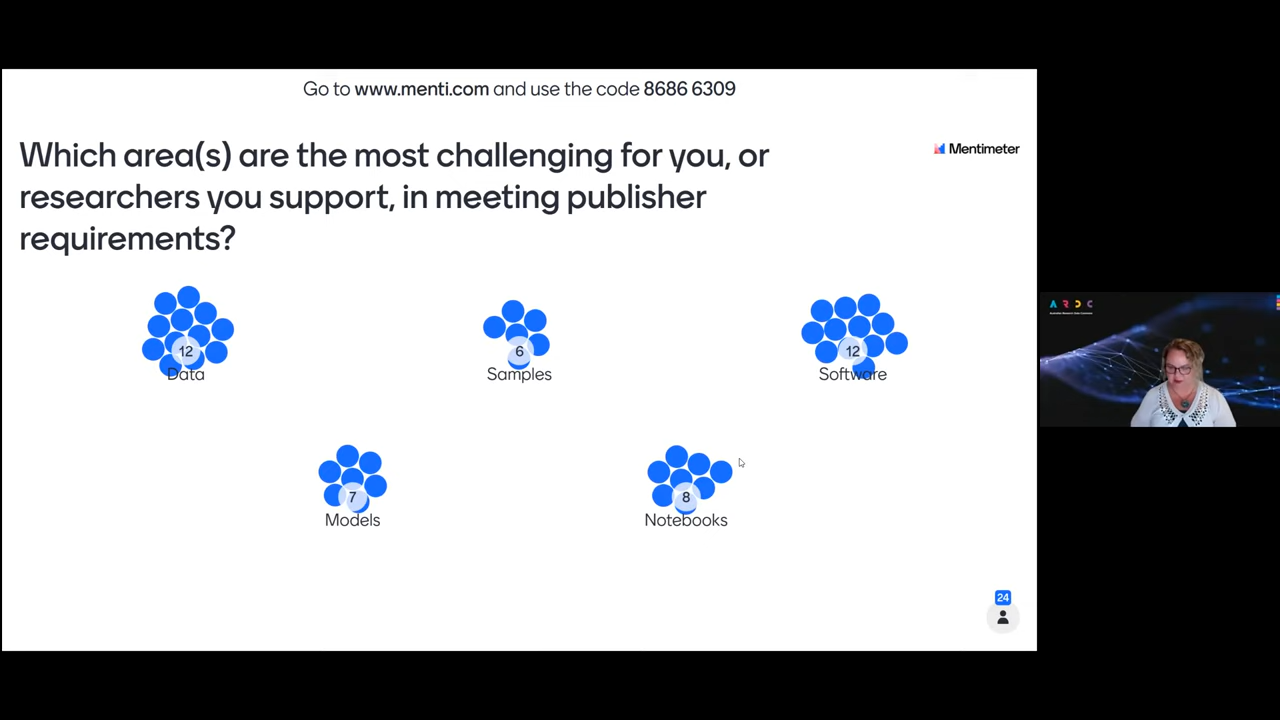 Go to www.menti.com and use the code 8686 6309
Mentimeter
Which area(s) are the most challenging for you, or
researchers you support, in meeting publisher
requirements?
12
Data
6
Samples
12
Software
7
Models
8
Notebooks
24
ARDC